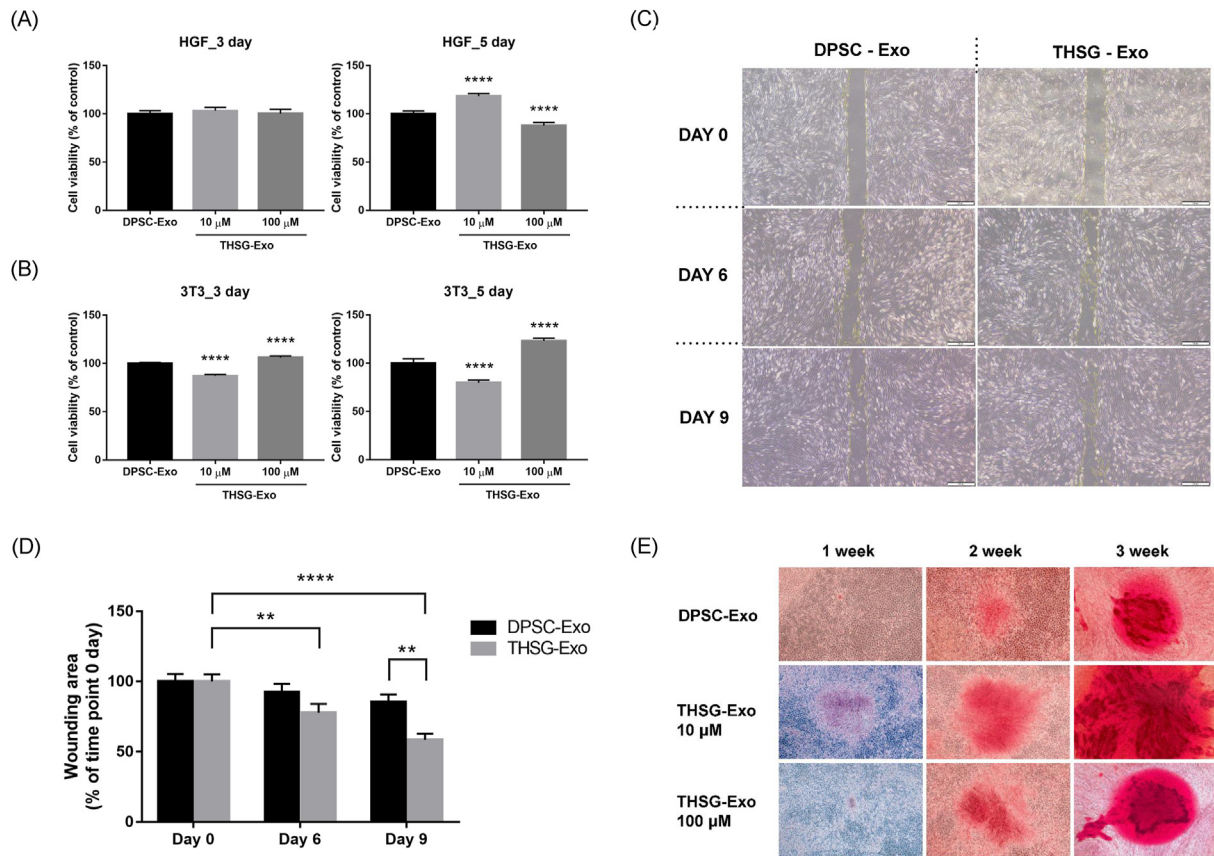 (A)
HGF_3 day
HGF_5 day
Cell viability (% of control)
150
100
50
0
DPSC-Exo
10 μM
100 μM
THSG-Exo
Cell viability (% of control)
150
100
50
0
****
****
DPSC-Exo
10 μM
100 μM
THSG-Exo
(B)
3T3_3 day
3T3_5 day
Cell viability (% of control)
150
100
50
0
****
****
DPSC-Exo
10 μM
100 μM
THSG-Exo
Cell viability (% of control)
150
100
50
0
****
****
DPSC-Exo
10 μM
100 μM
THSG-Exo
(C)
DPSC - Exo
THSG - Exo
DAY 0
DAY 6
DAY 9
(D)
Wounding area
(% of time point 0 day)
150
100
50
0
****
**
**
DPSC-Exo
THSG-Exo
Day 0
Day 6
Day 9
(E)
1 week
2 week
3 week
DPSC-Exo
THSG-Exo
10 μM
THSG-Exo
100 μM